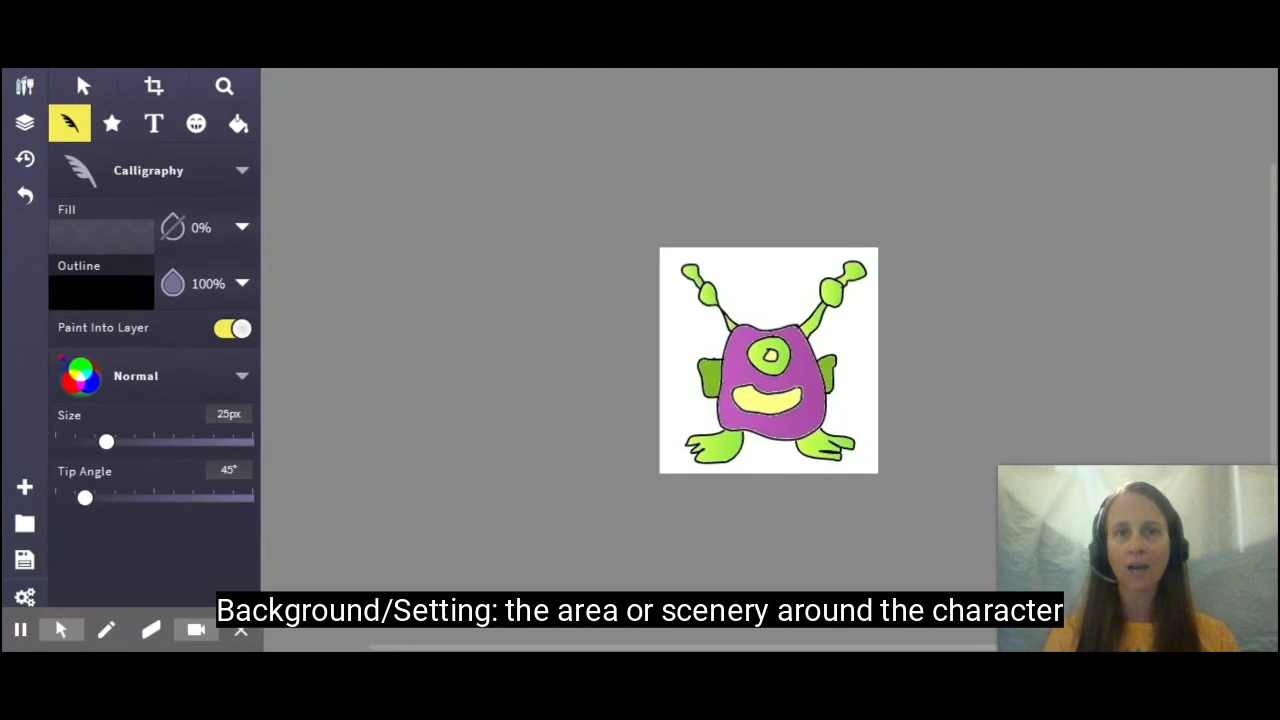 T
Calligraphy
Fill
0%
Outline
100%
Paint Into Layer
Normal
Size
25px
Tip Angle
45°
Background/Setting: the area or scenery around the character